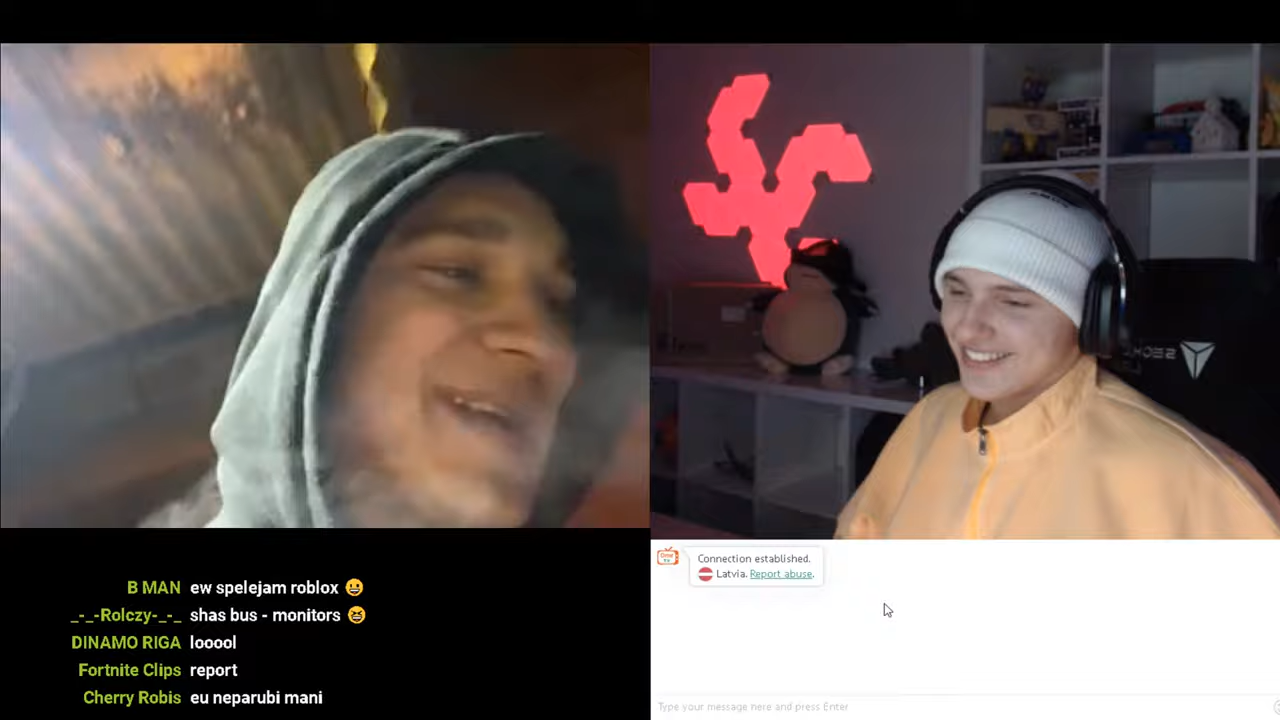 B MAN ew spelejam roblox 😀
_-_-Rolczy-_-_ shas bus - monitors 😆
DINAMO RIGA looool
Fortnite Clips report
Cherry Robis eu neparubi mani
Connection established.
Latvia. Report abuse.
Type your message here and press Enter